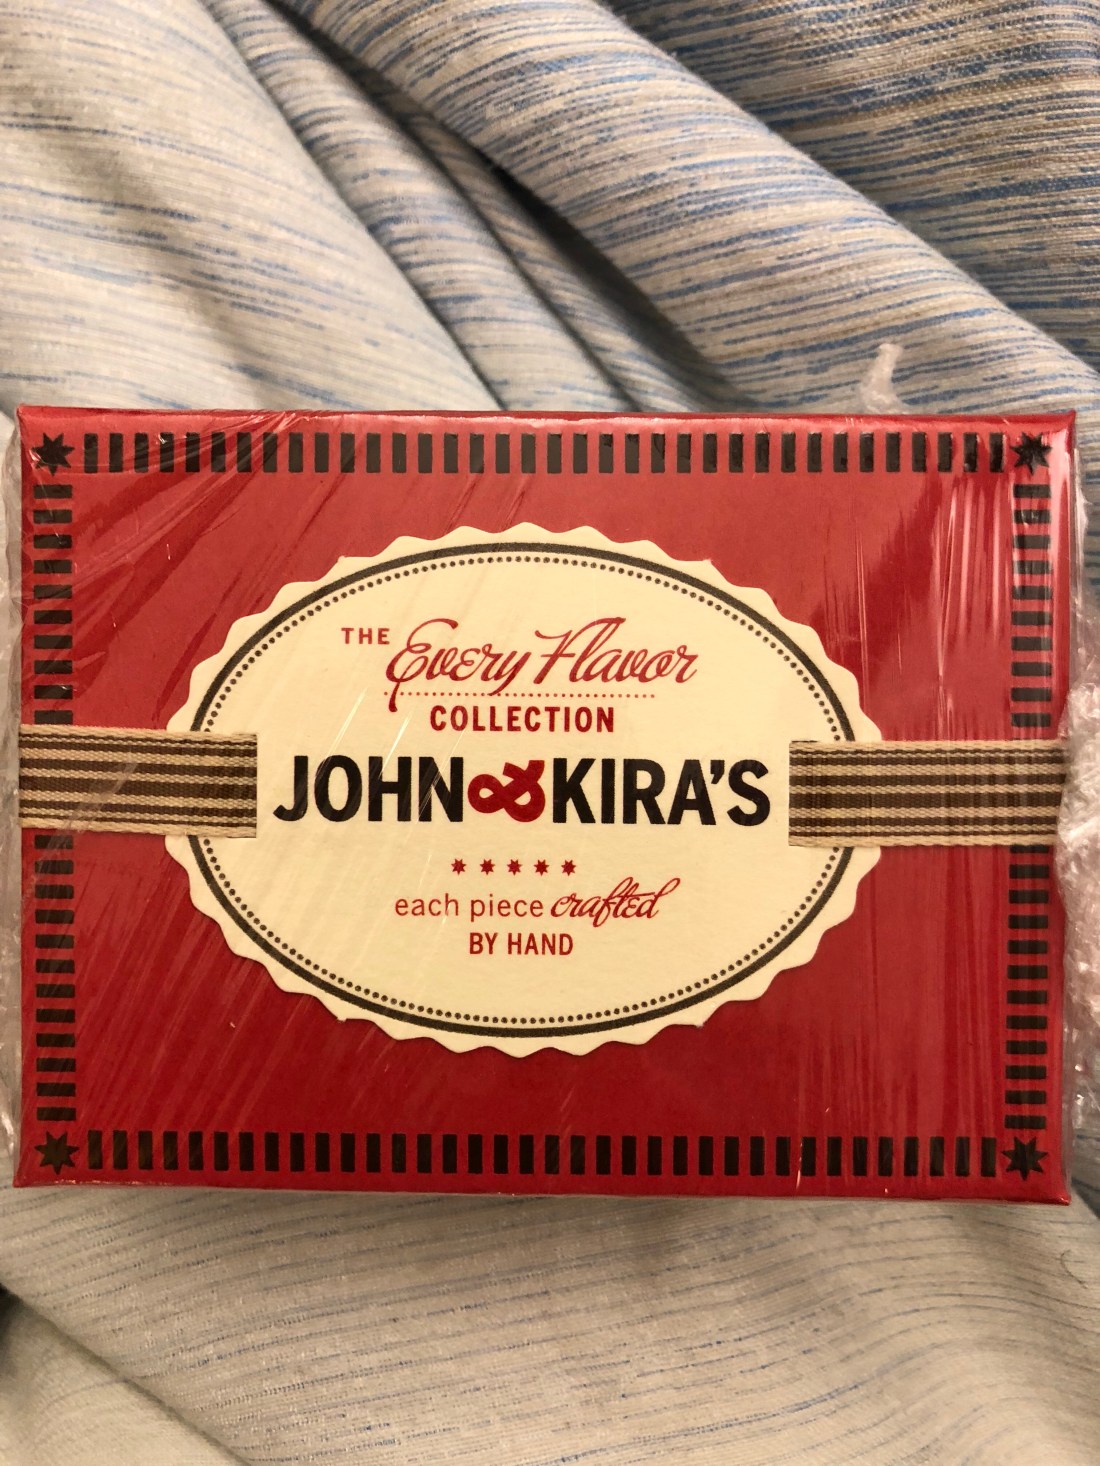 THE Every Flavor
COLLECTION
JOHN & KIRA'S
each piece crafted
BY HAND